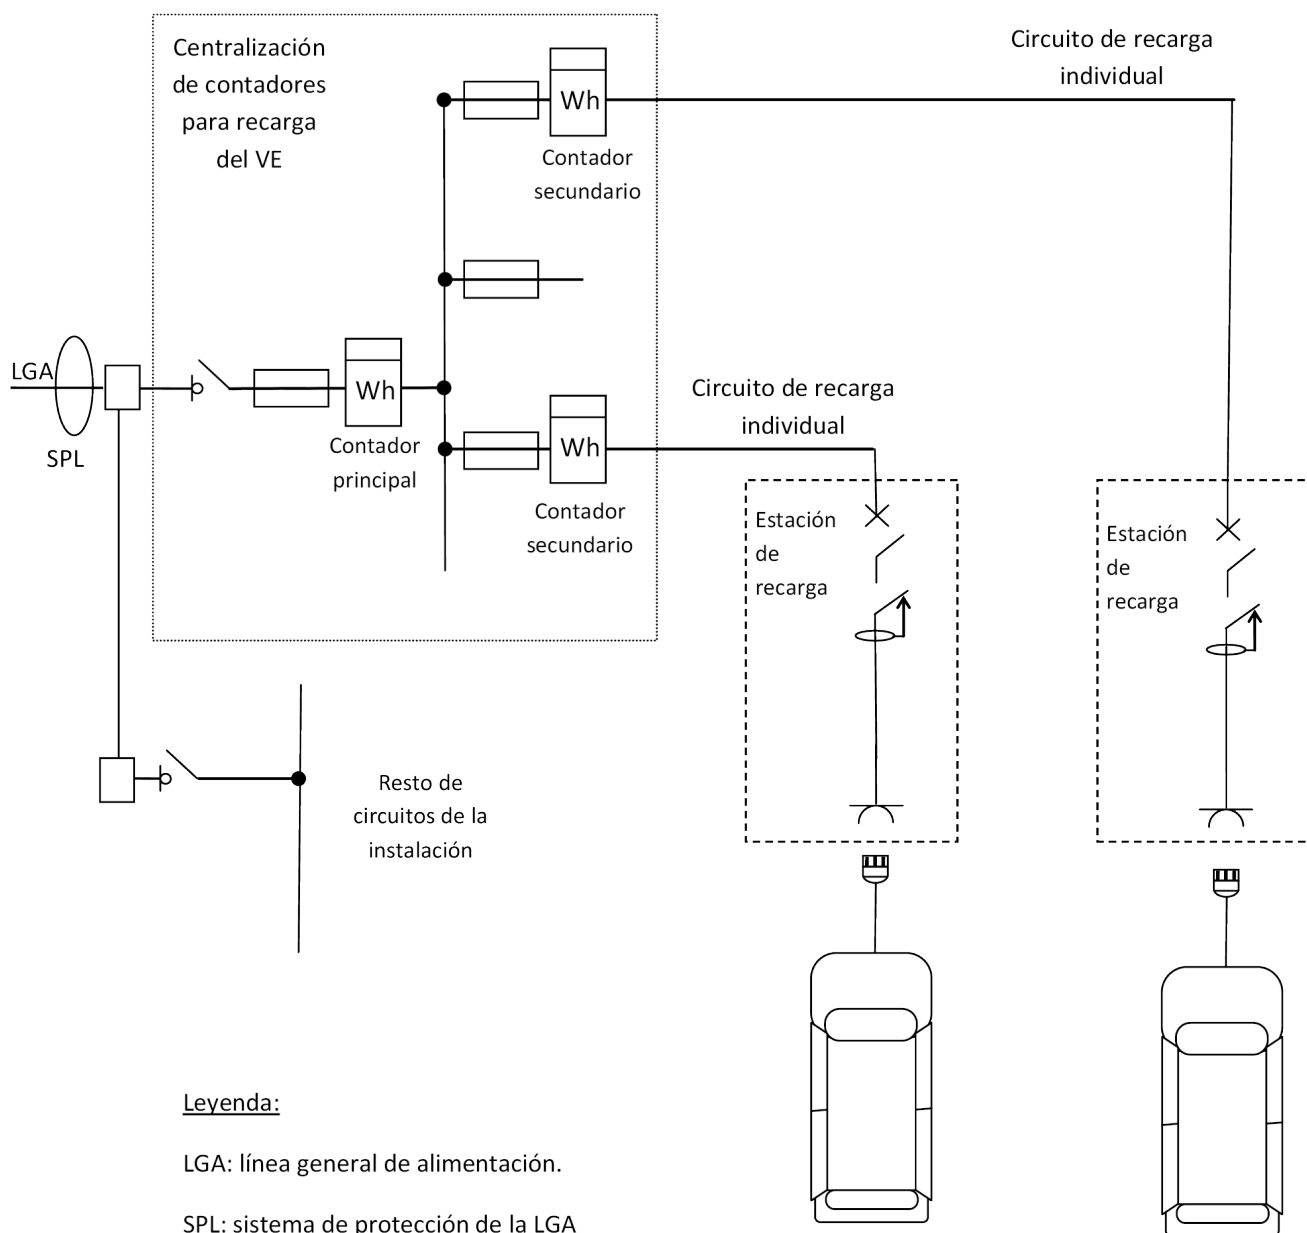 Centralización
de contadores
para recarga
del VE
Wh
Contador
secundario
Circuito de recarga
individual
LGA
SPL
Wh
Contador
principal
Wh
Contador
secundario
Circuito de recarga
individual
Estación
de
recarga
Estación
de
recarga
Resto de
circuitos de la
instalación
Leyenda:
LGA: línea general de alimentación.
SPL: sistema de protección de la LGA